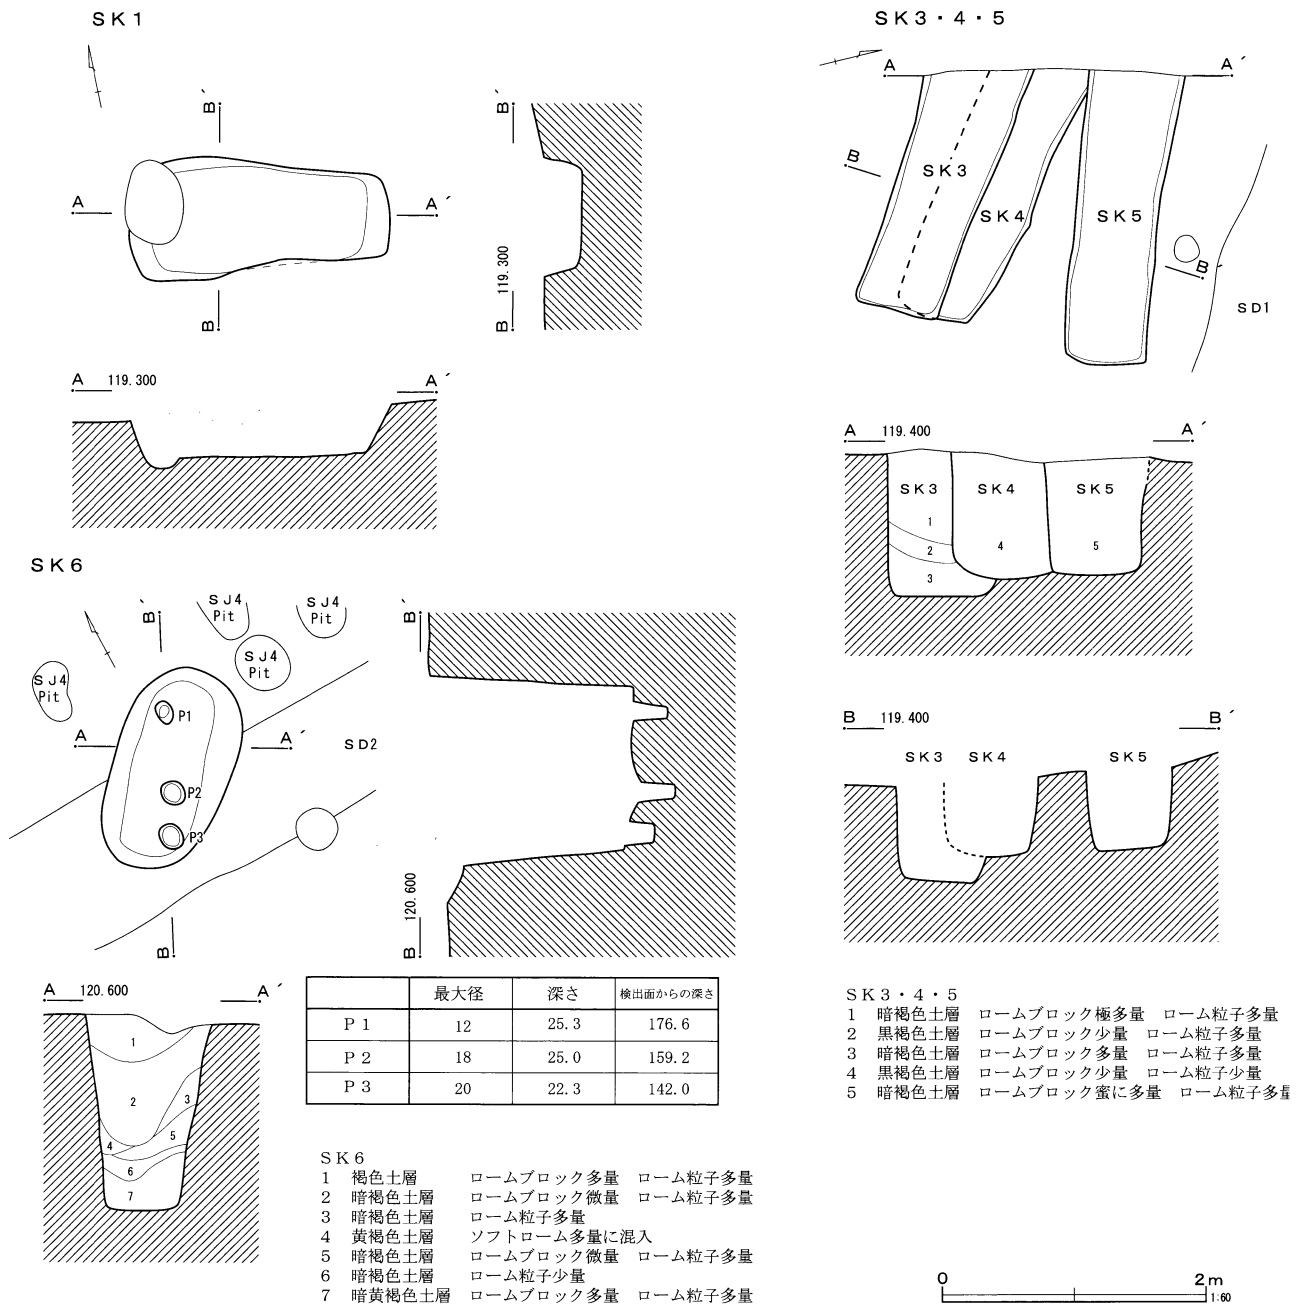 SK1
B′
B′
A
A′
B
119.300
B
A 119.300
A′
SK3・4・5
A
A′
B
SK3
SK4
SK5
B′
SD1
A 119.400
A′
SK3
SK4
SK5
1
2
3
4
5
B 119.400
B′
SK3
SK4
SK5
SK6
B′
SJ4
Pit
SJ4
Pit
SJ4
Pit
SJ4
Pit
P1
A
A′
SD2
P2
P3
B
B′
120.600
B
A 120.600
A′
1
2
3
4
5
6
7
最大径 深さ 検出面からの深さ
P1 12 25.3 176.6
P2 18 25.0 159.2
P3 20 22.3 142.0
SK6
1 褐色土層 ロームブロック多量 ローム粒子多量
2 暗褐色土層 ロームブロック微量 ローム粒子多量
3 暗褐色土層 ローム粒子多量
4 黄褐色土層 ソフトローム多量に混入
5 暗褐色土層 ロームブロック微量 ローム粒子多量
6 暗褐色土層 ローム粒子少量
7 暗黄褐色土層 ロームブロック多量 ローム粒子多量
SK3・4・5
1 暗褐色土層 ロームブロック極多量 ローム粒子多量
2 黒褐色土層 ロームブロック少量 ローム粒子多量
3 暗褐色土層 ロームブロック多量 ローム粒子多量
4 黒褐色土層 ロームブロック少量 ローム粒子少量
5 暗褐色土層 ロームブロック蜜に多量 ローム粒子多量
0 2m
1:60